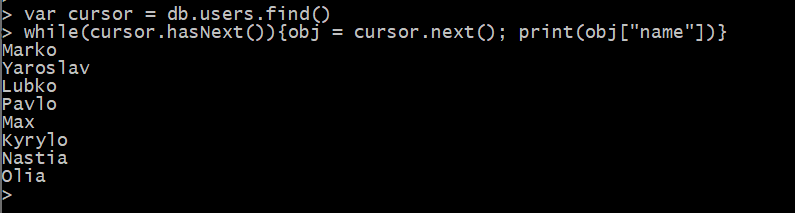 > var cursor = db.users.find()
> while(cursor.hasNext()){obj = cursor.next(); print(obj["name"])}
Marko
Yaroslav
Lubko
Pavlo
Max
Kyrylo
Nastia
Olia
>